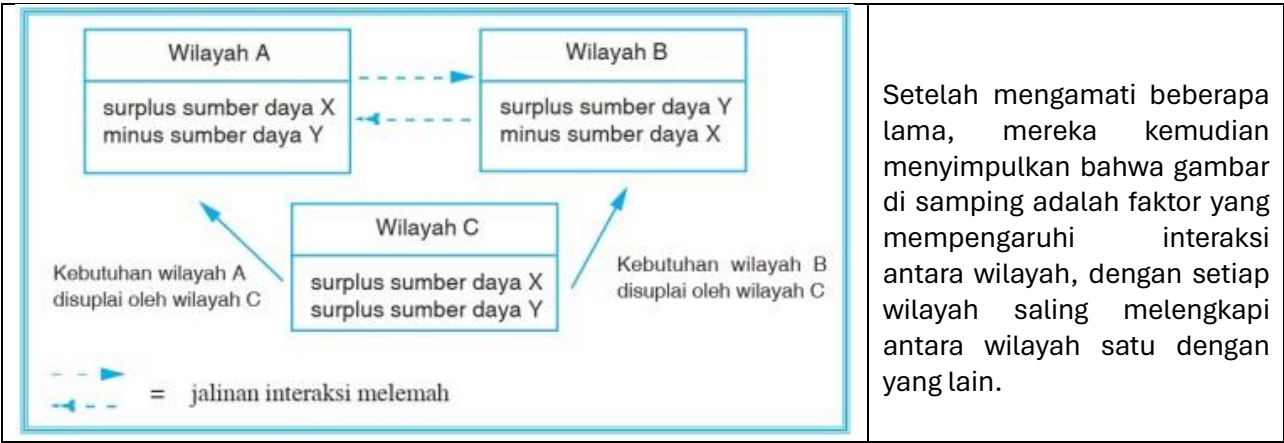 Wilayah A
surplus sumber daya X
minus sumber daya Y
Wilayah B
surplus sumber daya Y
minus sumber daya X
Wilayah C
surplus sumber daya X
surplus sumber daya Y
Kebutuhan wilayah A
disuplai oleh wilayah C
Kebutuhan wilayah B
disuplai oleh wilayah C
= jalinan interaksi melemah
Setelah mengamati beberapa
lama, mereka kemudian
menyimpulkan bahwa gambar
di samping adalah faktor yang
mempengaruhi interaksi
antara wilayah, dengan setiap
wilayah saling melengkapi
antara wilayah satu dengan
yang lain.